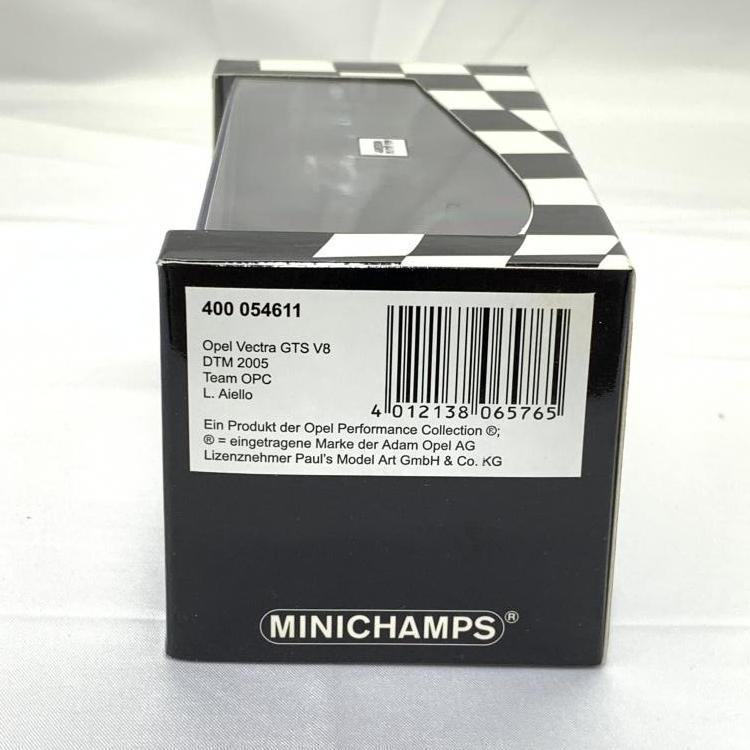 400 054611
Opel Vectra GTS V8
DTM 2005
Team OPC
L. Aiello
4 012138 065765
Ein Produkt der Opel Performance Collection ®;
® = eingetragene Marke der Adam Opel AG
Lizenznehmer Paul's Model Art GmbH & Co. KG
MINICHAMPS®